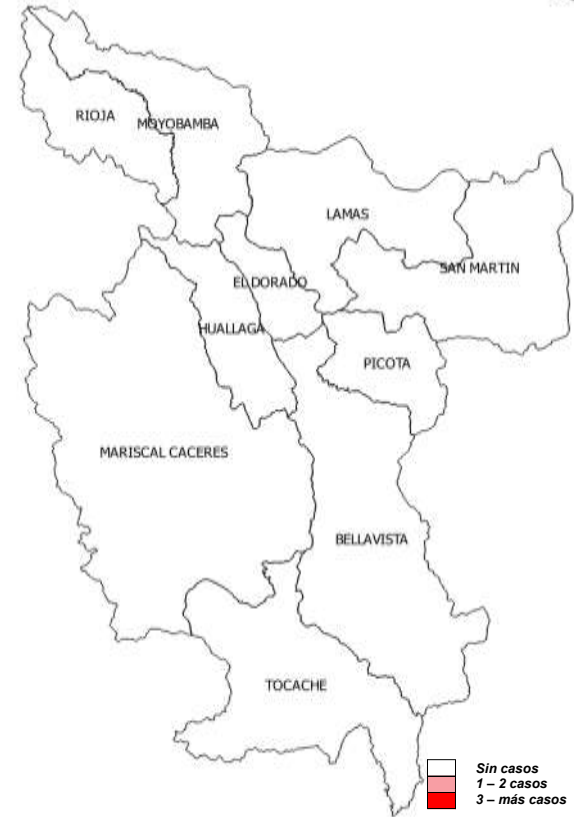 RIOJA
MOYOBAMBA
LAMAS
SAN MARTIN
EL DORADO
HUALLAGA
PICOTA
MARISCAL CACERES
BELLAVISTA
TOCACHE
Sin casos
1 – 2 casos
3 – más casos